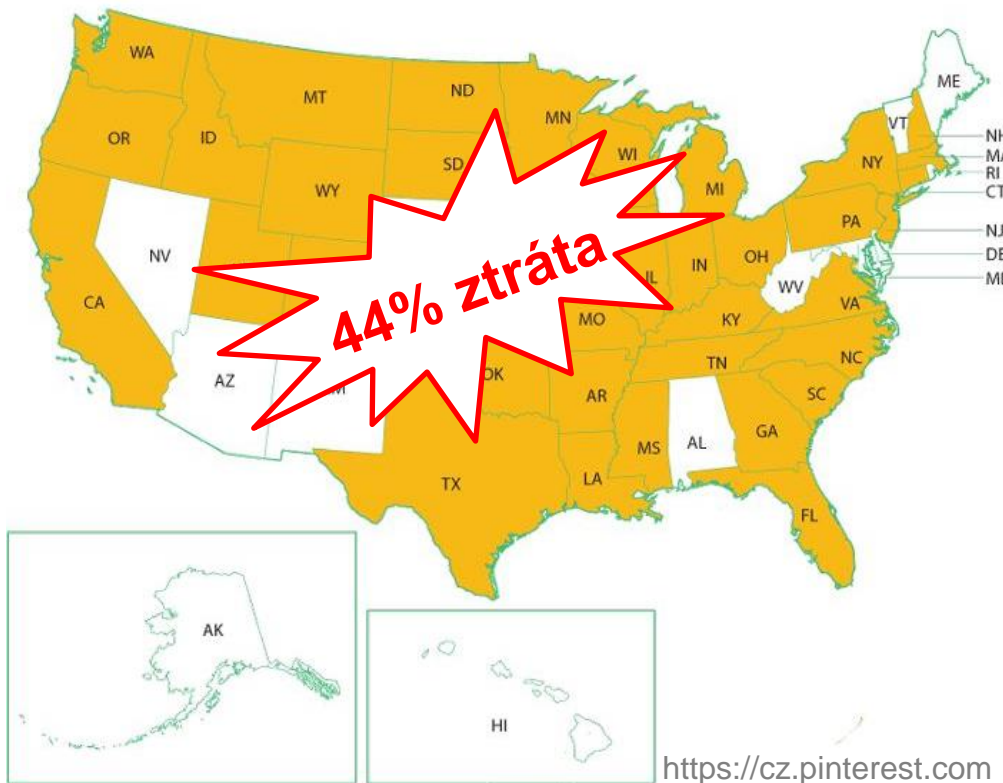 WA
MT
ND
MN
ME
VT
OR
ID
WY
SD
WI
MI
NY
NH
MA
RI
CT
NV
PA
NJ
44% ztráta
IL
IN
OH
DE
CA
WV
VA
MO
KY
AZ
OK
TN
NC
AR
SC
MS
AL
GA
TX
LA
FL
AK
HI
https://cz.pinterest.com